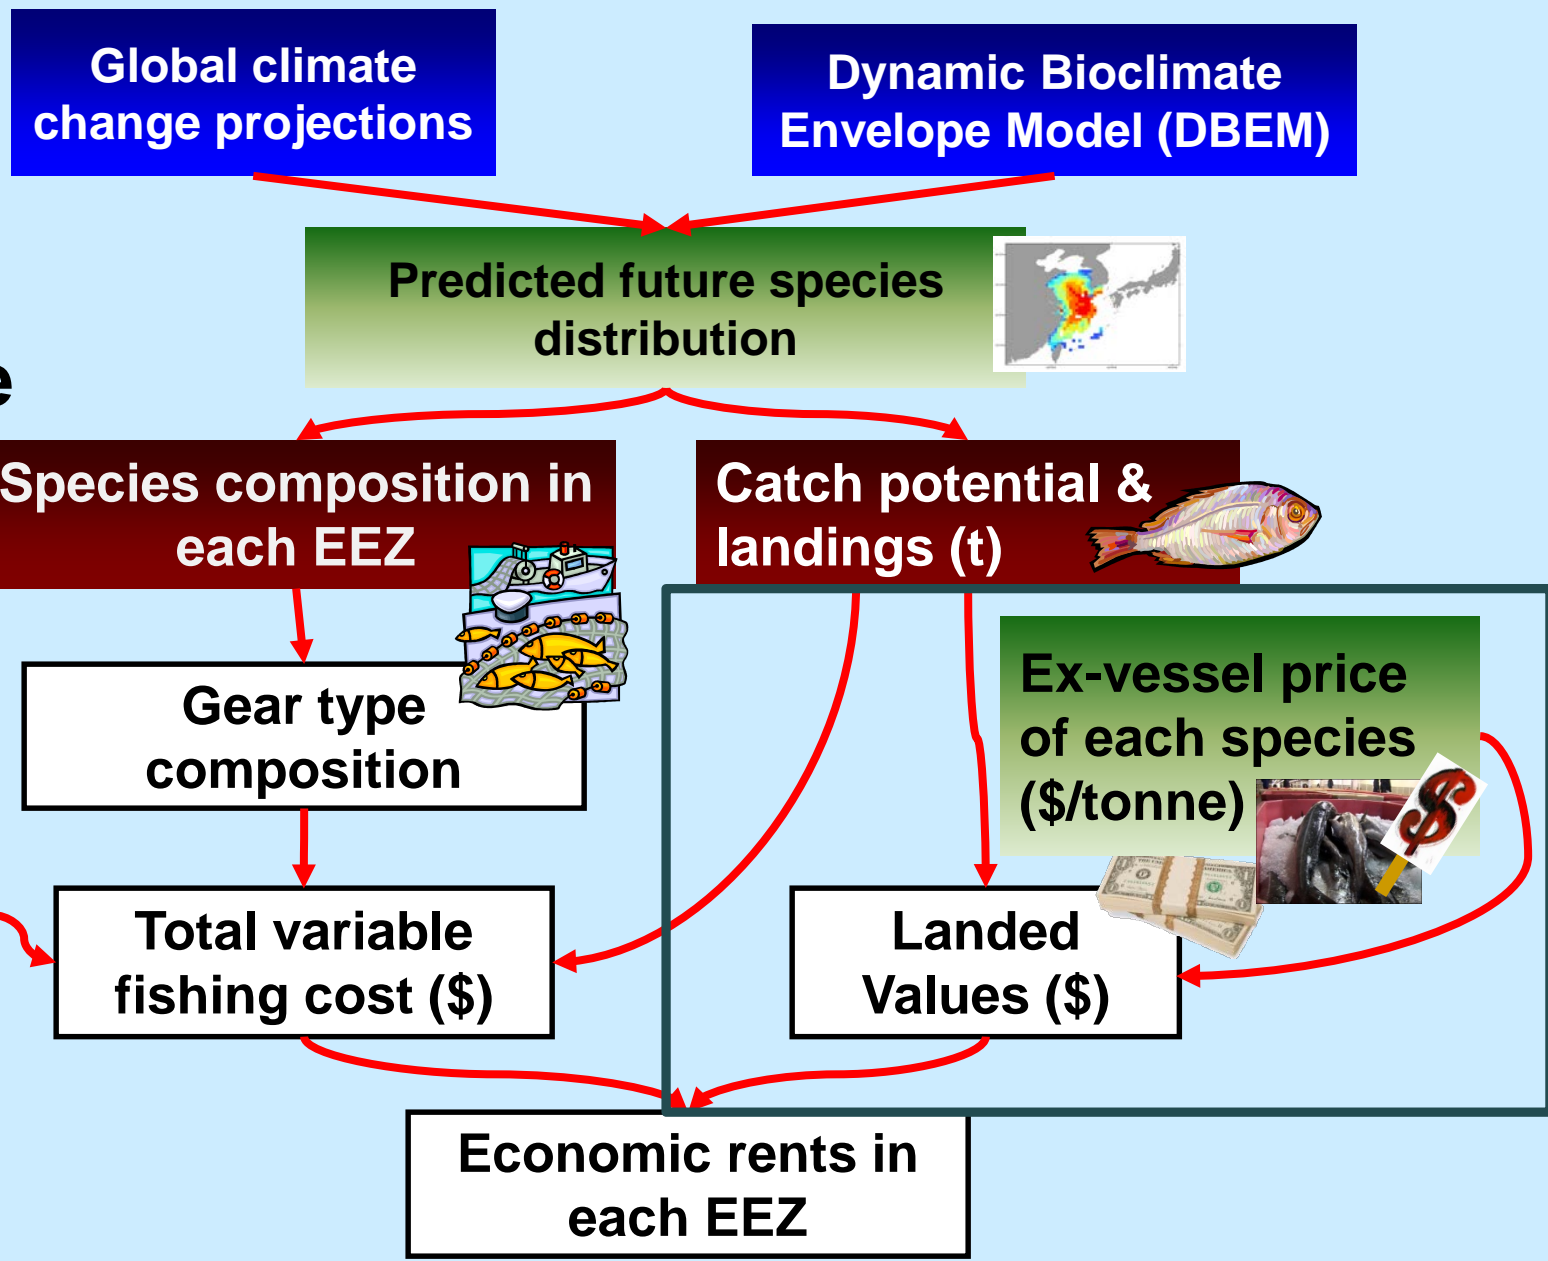 Global climate
change projections
Dynamic Bioclimate
Envelope Model (DBEM)
Predicted future species
distribution
e
Species composition in
each EEZ
Catch potential &
landings (t)
Gear type
composition
Ex-vessel price
of each species
($/tonne)
$
Total variable
fishing cost ($)
Landed
Values ($)
Economic rents in
each EEZ